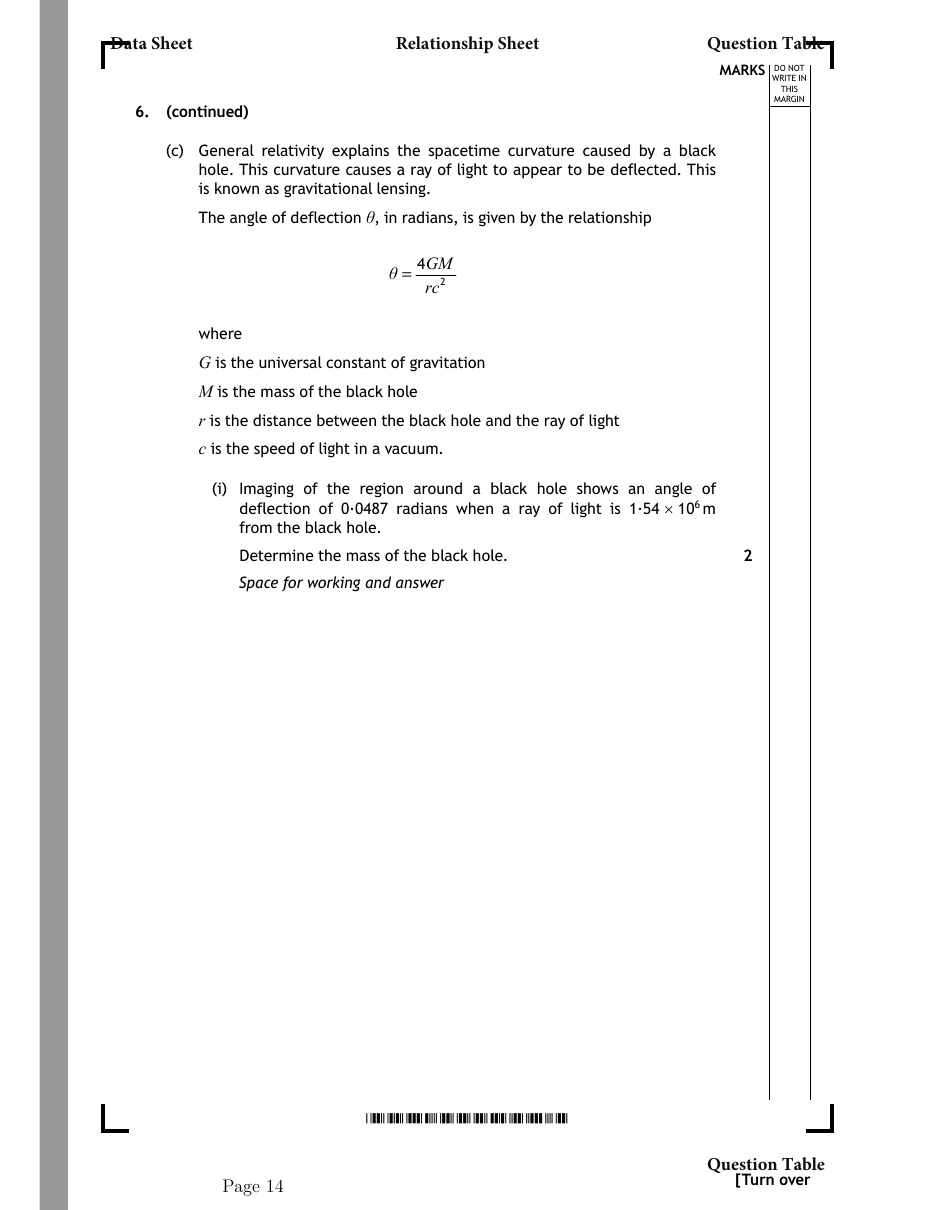 Data Sheet Relationship Sheet Question Table
MARKS
DO NOT
WRITE IN
THIS
MARGIN
6. (continued)
(c) General relativity explains the spacetime curvature caused by a black
hole. This curvature causes a ray of light to appear to be deflected. This
is known as gravitational lensing.
The angle of deflection θ, in radians, is given by the relationship
θ = 4GM / rc²
where
G is the universal constant of gravitation
M is the mass of the black hole
r is the distance between the black hole and the ray of light
c is the speed of light in a vacuum.
(i) Imaging of the region around a black hole shows an angle of
deflection of 0·0487 radians when a ray of light is 1·54 × 10⁶ m
from the black hole.
Determine the mass of the black hole. 2
Space for working and answer
Question Table
[Turn over
Page 14